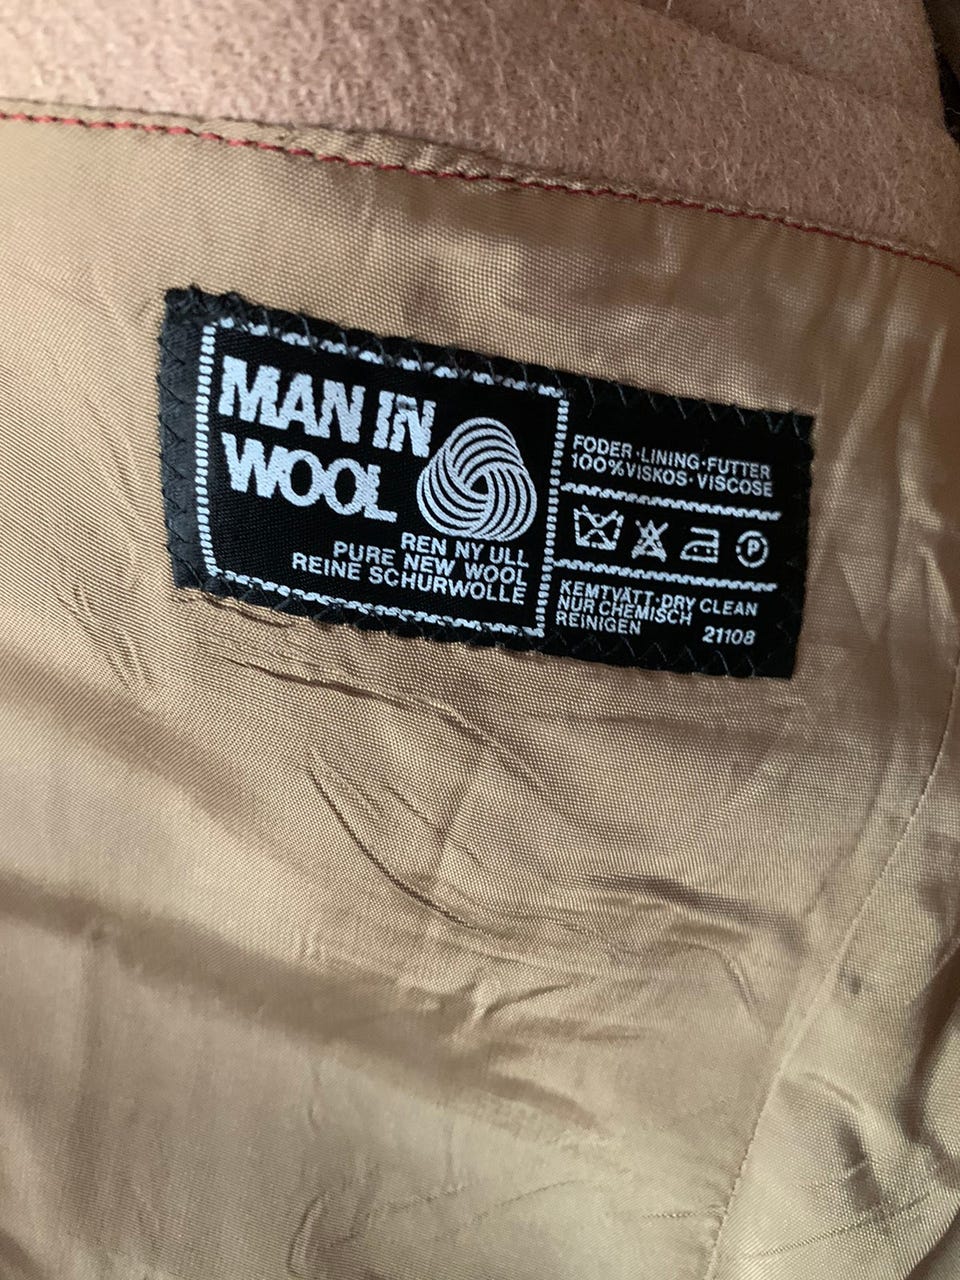 MAN IN
WOOL
REN NY ULL
PURE NEW WOOL
REINE SCHURWOLLE
FODER·LINING·FUTTER
100% VISKOS·VISCOSE
P
KEMTVÄTT·DRY CLEAN
NUR CHEMISCH
REINIGEN 21108